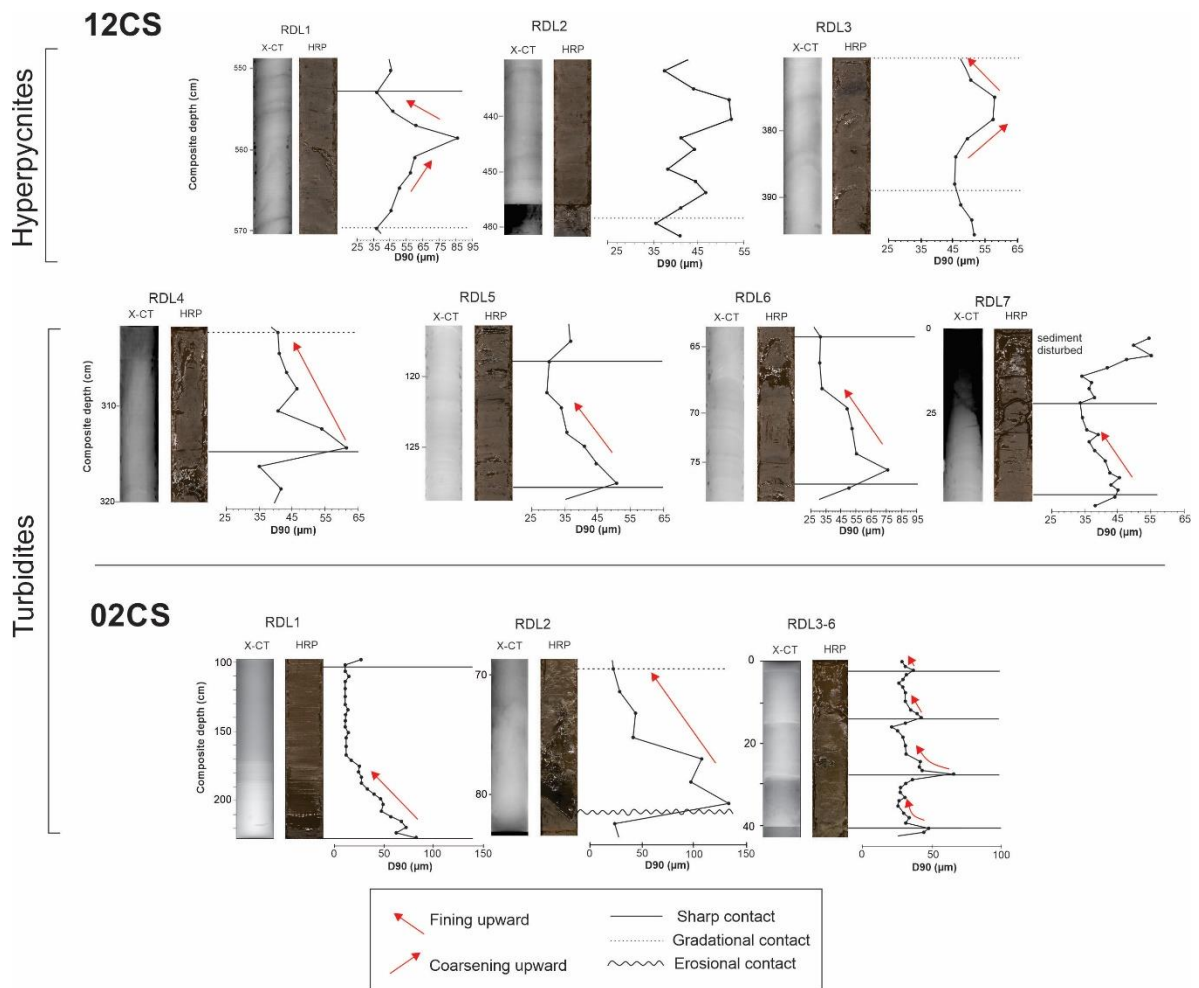 12CS
Hyperpycnites
RDL1
X-CT HRP
Composite depth (cm)
550
560
570
25 35 45 55 65 75 85 95
D90 (µm)
RDL2
X-CT HRP
440
450
460
25 35 45 55 65
D90 (µm)
RDL3
X-CT HRP
380
390
25 35 45 55 65
D90 (µm)
Turbidites
RDL4
X-CT HRP
Composite depth (cm)
310
320
25 35 45 55 65
D90 (µm)
RDL5
X-CT HRP
120
125
25 35 45 55 65
D90 (µm)
RDL6
X-CT HRP
65
70
75
25 35 45 55 65 75 85 95
D90 (µm)
RDL7
X-CT HRP
0
25
sediment
disturbed
25 35 45 55 65
D90 (µm)
02CS
RDL1
X-CT HRP
Composite depth (cm)
100
150
200
0 50 100 150
D90 (µm)
RDL2
X-CT HRP
70
80
0 50 100 150
D90 (µm)
RDL3-6
X-CT HRP
0
20
40
0 50 100
D90 (µm)
Fining upward
Coarsening upward
Sharp contact
Gradational contact
Erosional contact